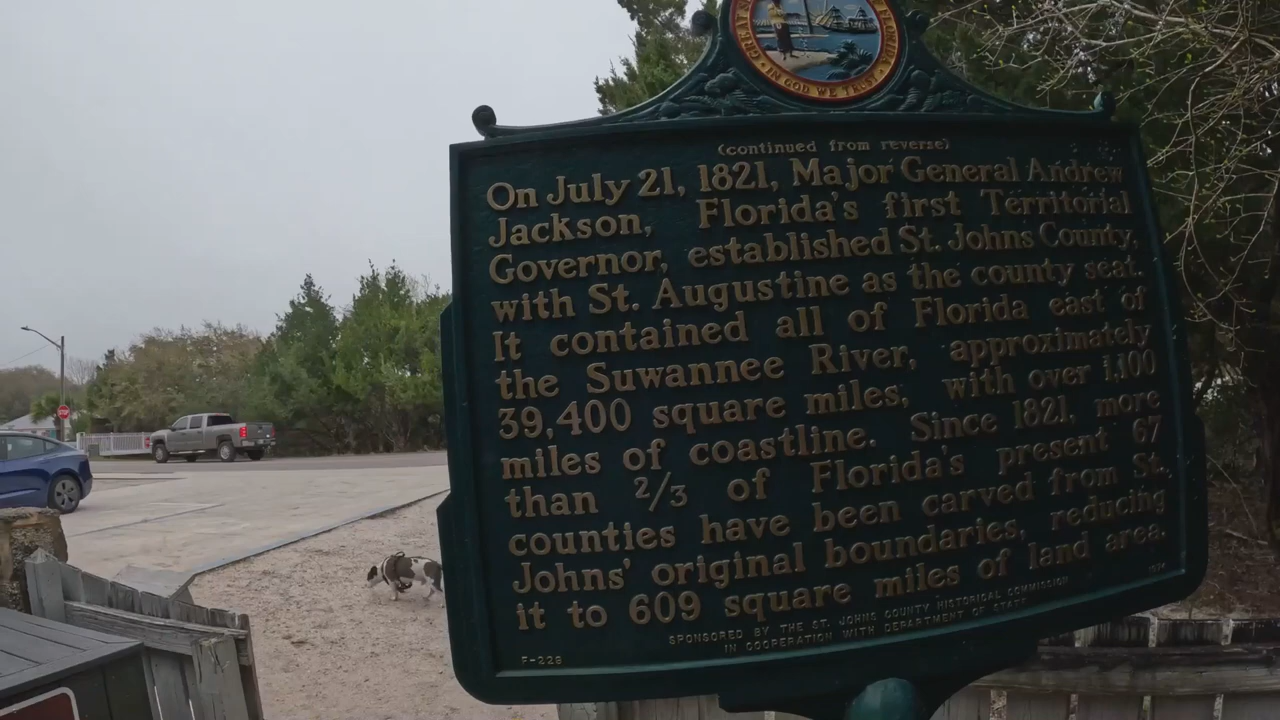 GREAT
FLORIDA
IN GOD WE TRUST
(continued from reverse)
On July 21, 1821, Major General Andrew
Jackson, Florida's first Territorial
Governor, established St. Johns County,
with St. Augustine as the county seat.
It contained all of Florida east of
the Suwannee River, approximately
39,400 square miles, with over 1,100
miles of coastline. Since 1821, more
than 2/3 of Florida's present 67
counties have been carved from St.
Johns' original boundaries, reducing
it to 609 square miles of land area.
SPONSORED BY THE ST. JOHNS COUNTY HISTORICAL COMMISSION
IN COOPERATION WITH DEPARTMENT OF STATE
F-229